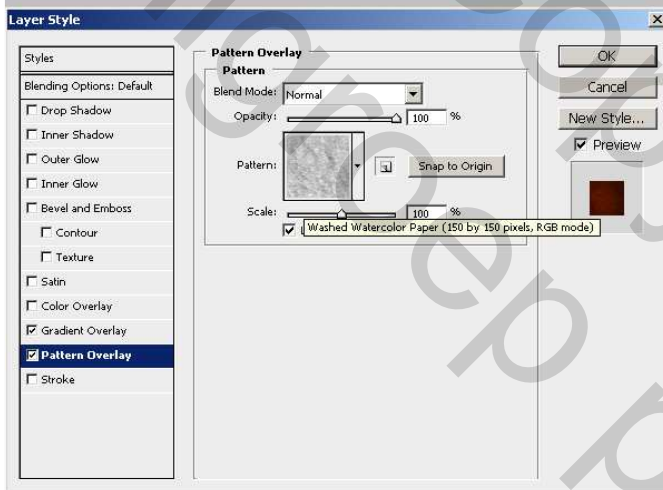 Layer Style
Styles
Blending Options: Default
Drop Shadow
Inner Shadow
Outer Glow
Inner Glow
Bevel and Emboss
Contour
Texture
Satin
Color Overlay
Gradient Overlay
Pattern Overlay
Stroke
Pattern Overlay
Pattern
Blend Mode: Normal
Opacity: 100 %
Pattern: Snap to Origin
Scale: 100 %
Washed Watercolor Paper (150 by 150 pixels, RGB mode)
OK
Cancel
New Style...
Preview